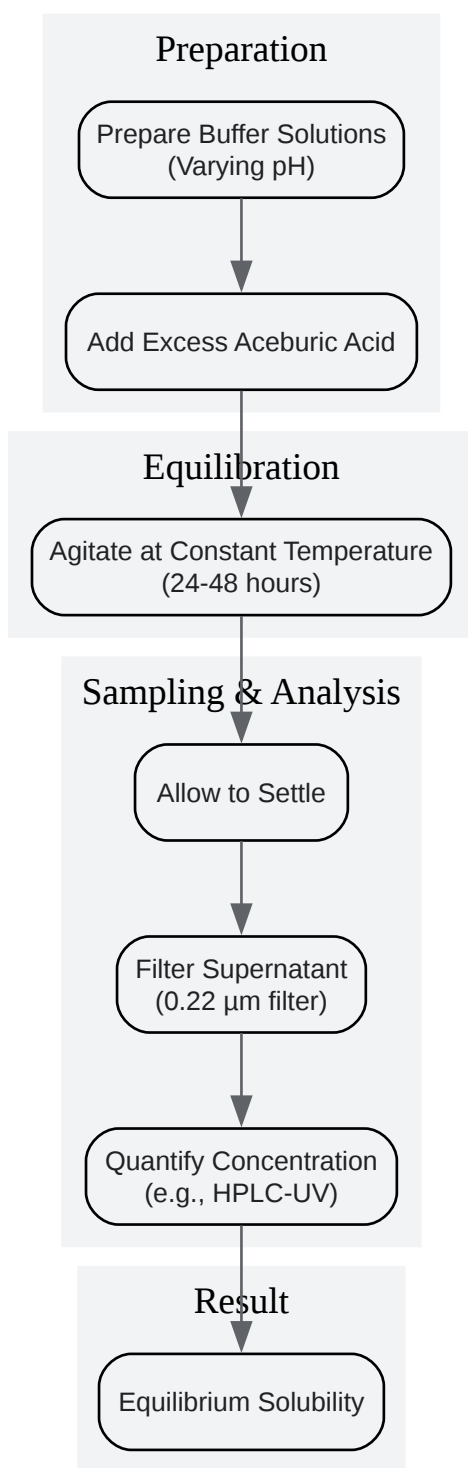 Preparation
Prepare Buffer Solutions
(Varying pH)
Add Excess Aceburic Acid
Equilibration
Agitate at Constant Temperature
(24-48 hours)
Sampling & Analysis
Allow to Settle
Filter Supernatant
(0.22 µm filter)
Quantify Concentration
(e.g., HPLC-UV)
Result
Equilibrium Solubility